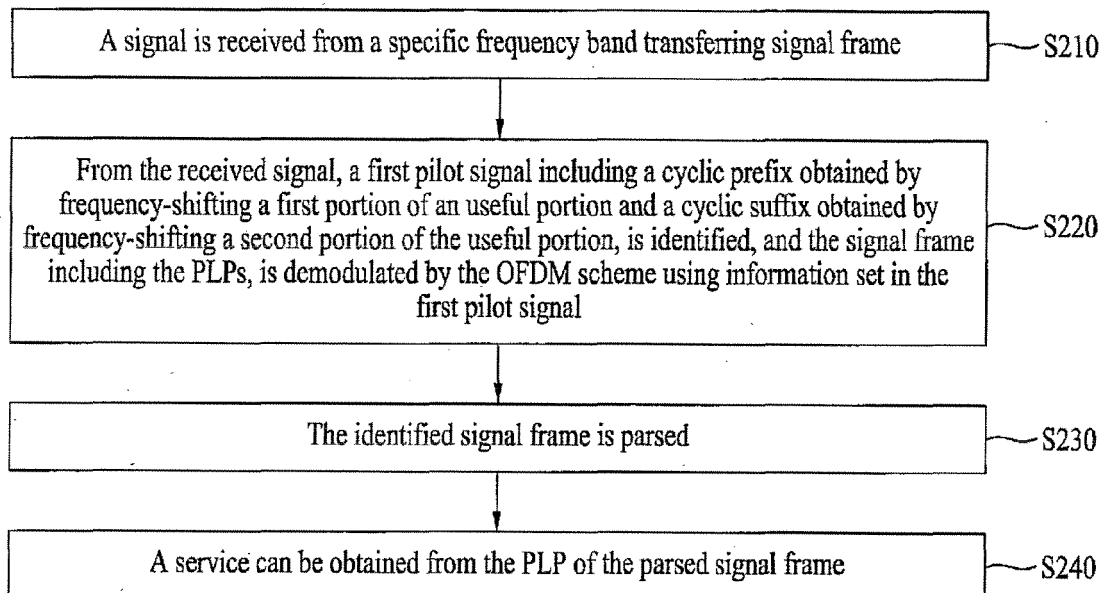 A signal is received from a specific frequency band transferring signal frame
S210
From the received signal, a first pilot signal including a cyclic prefix obtained by
frequency-shifting a first portion of an useful portion and a cyclic suffix obtained by
frequency-shifting a second portion of the useful portion, is identified, and the signal frame
including the PLPs, is demodulated by the OFDM scheme using information set in the
first pilot signal
S220
The identified signal frame is parsed
S230
A service can be obtained from the PLP of the parsed signal frame
S240